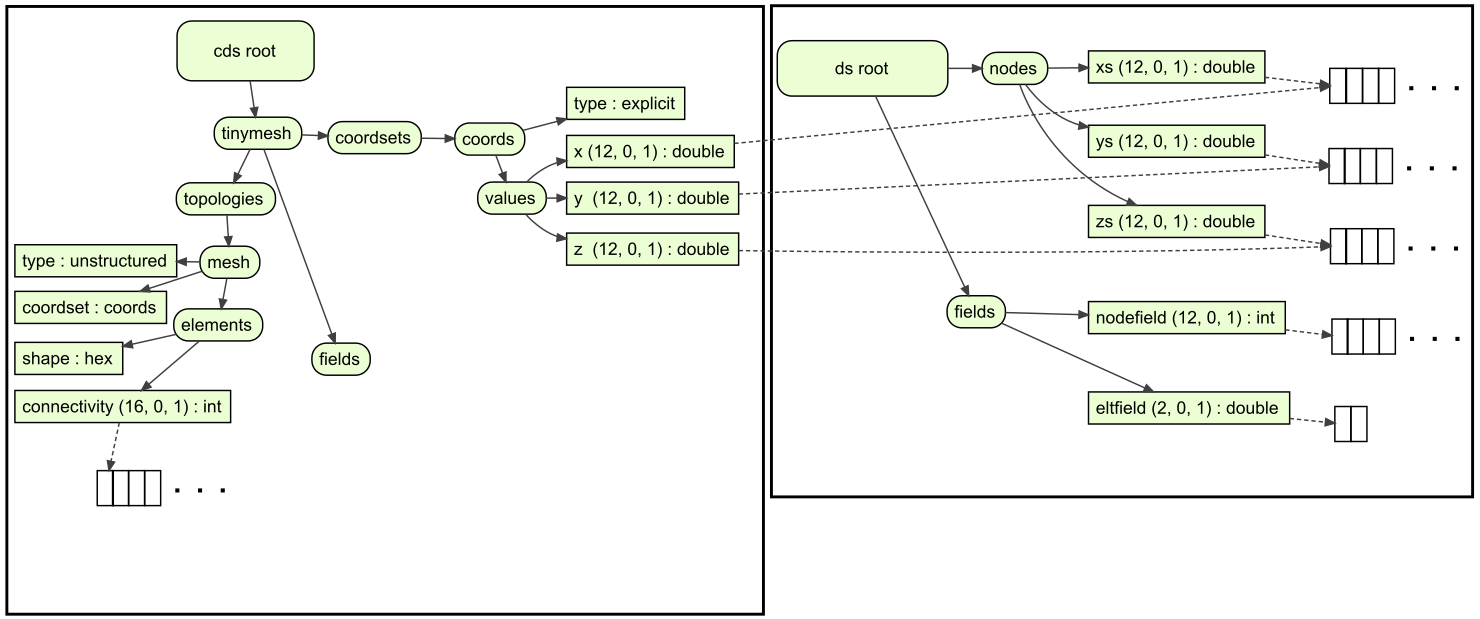 cds root
tinymesh
coordsets
coords
type : explicit
x (12, 0, 1) : double
values
y  (12, 0, 1) : double
z  (12, 0, 1) : double
topologies
type : unstructured
mesh
coordset : coords
elements
shape : hex
fields
connectivity (16, 0, 1) : int
. . .
ds root
nodes
xs (12, 0, 1) : double
. . .
ys (12, 0, 1) : double
. . .
zs (12, 0, 1) : double
. . .
fields
nodefield (12, 0, 1) : int
. . .
eltfield (2, 0, 1) : double